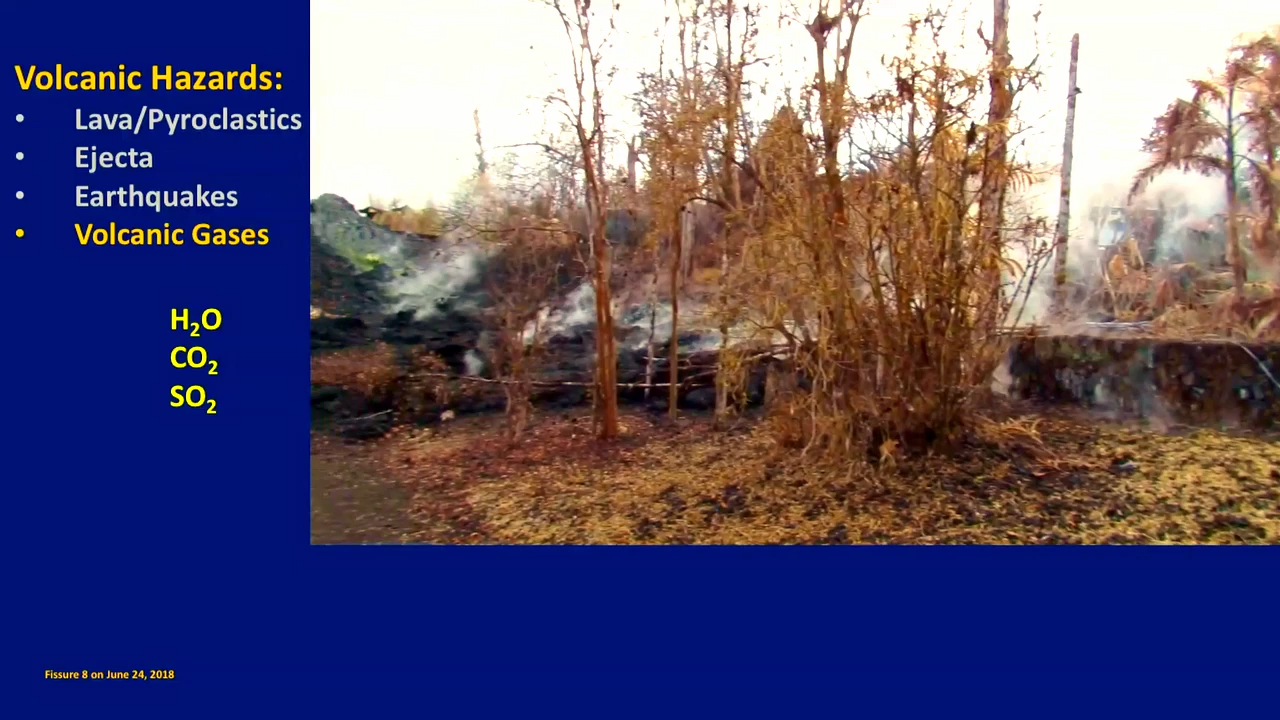 Volcanic Hazards:
• Lava/Pyroclastics
• Ejecta
• Earthquakes
• Volcanic Gases
H₂O
CO₂
SO₂
Fissure 8 on June 24, 2018